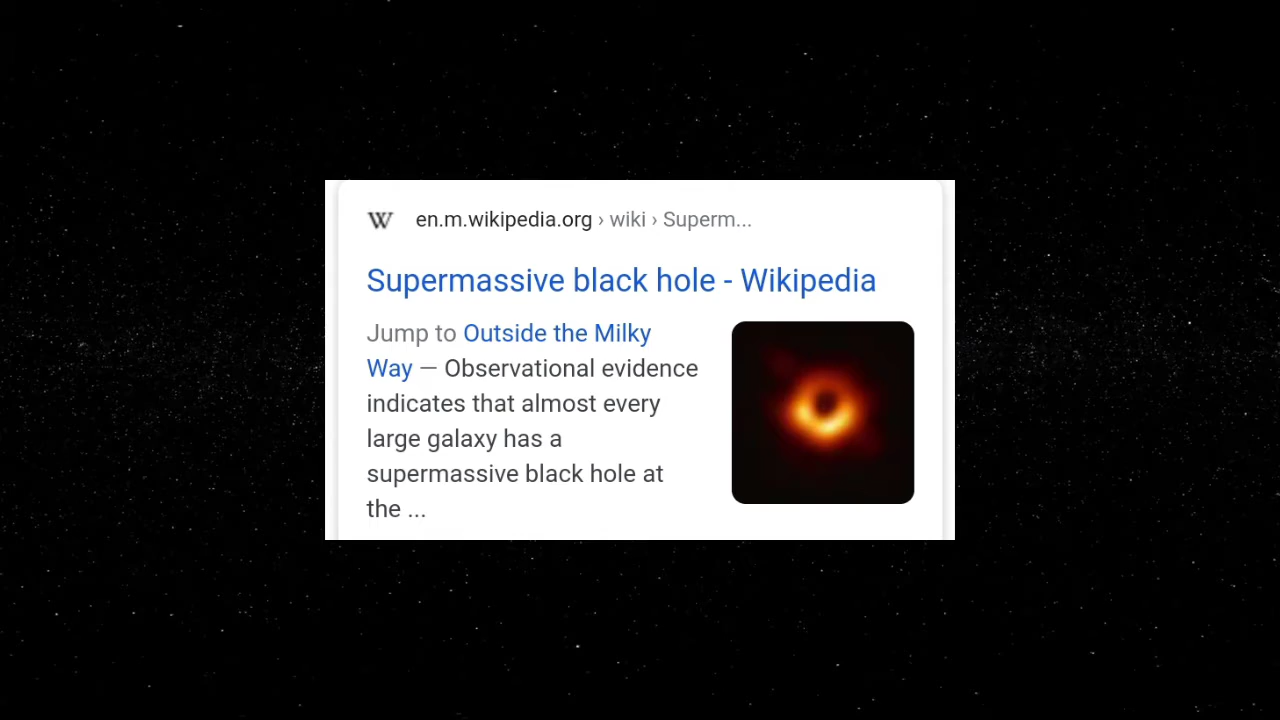 W en.m.wikipedia.org › wiki › Superm...
Supermassive black hole - Wikipedia
Jump to Outside the Milky
Way — Observational evidence
indicates that almost every
large galaxy has a
supermassive black hole at
the ...